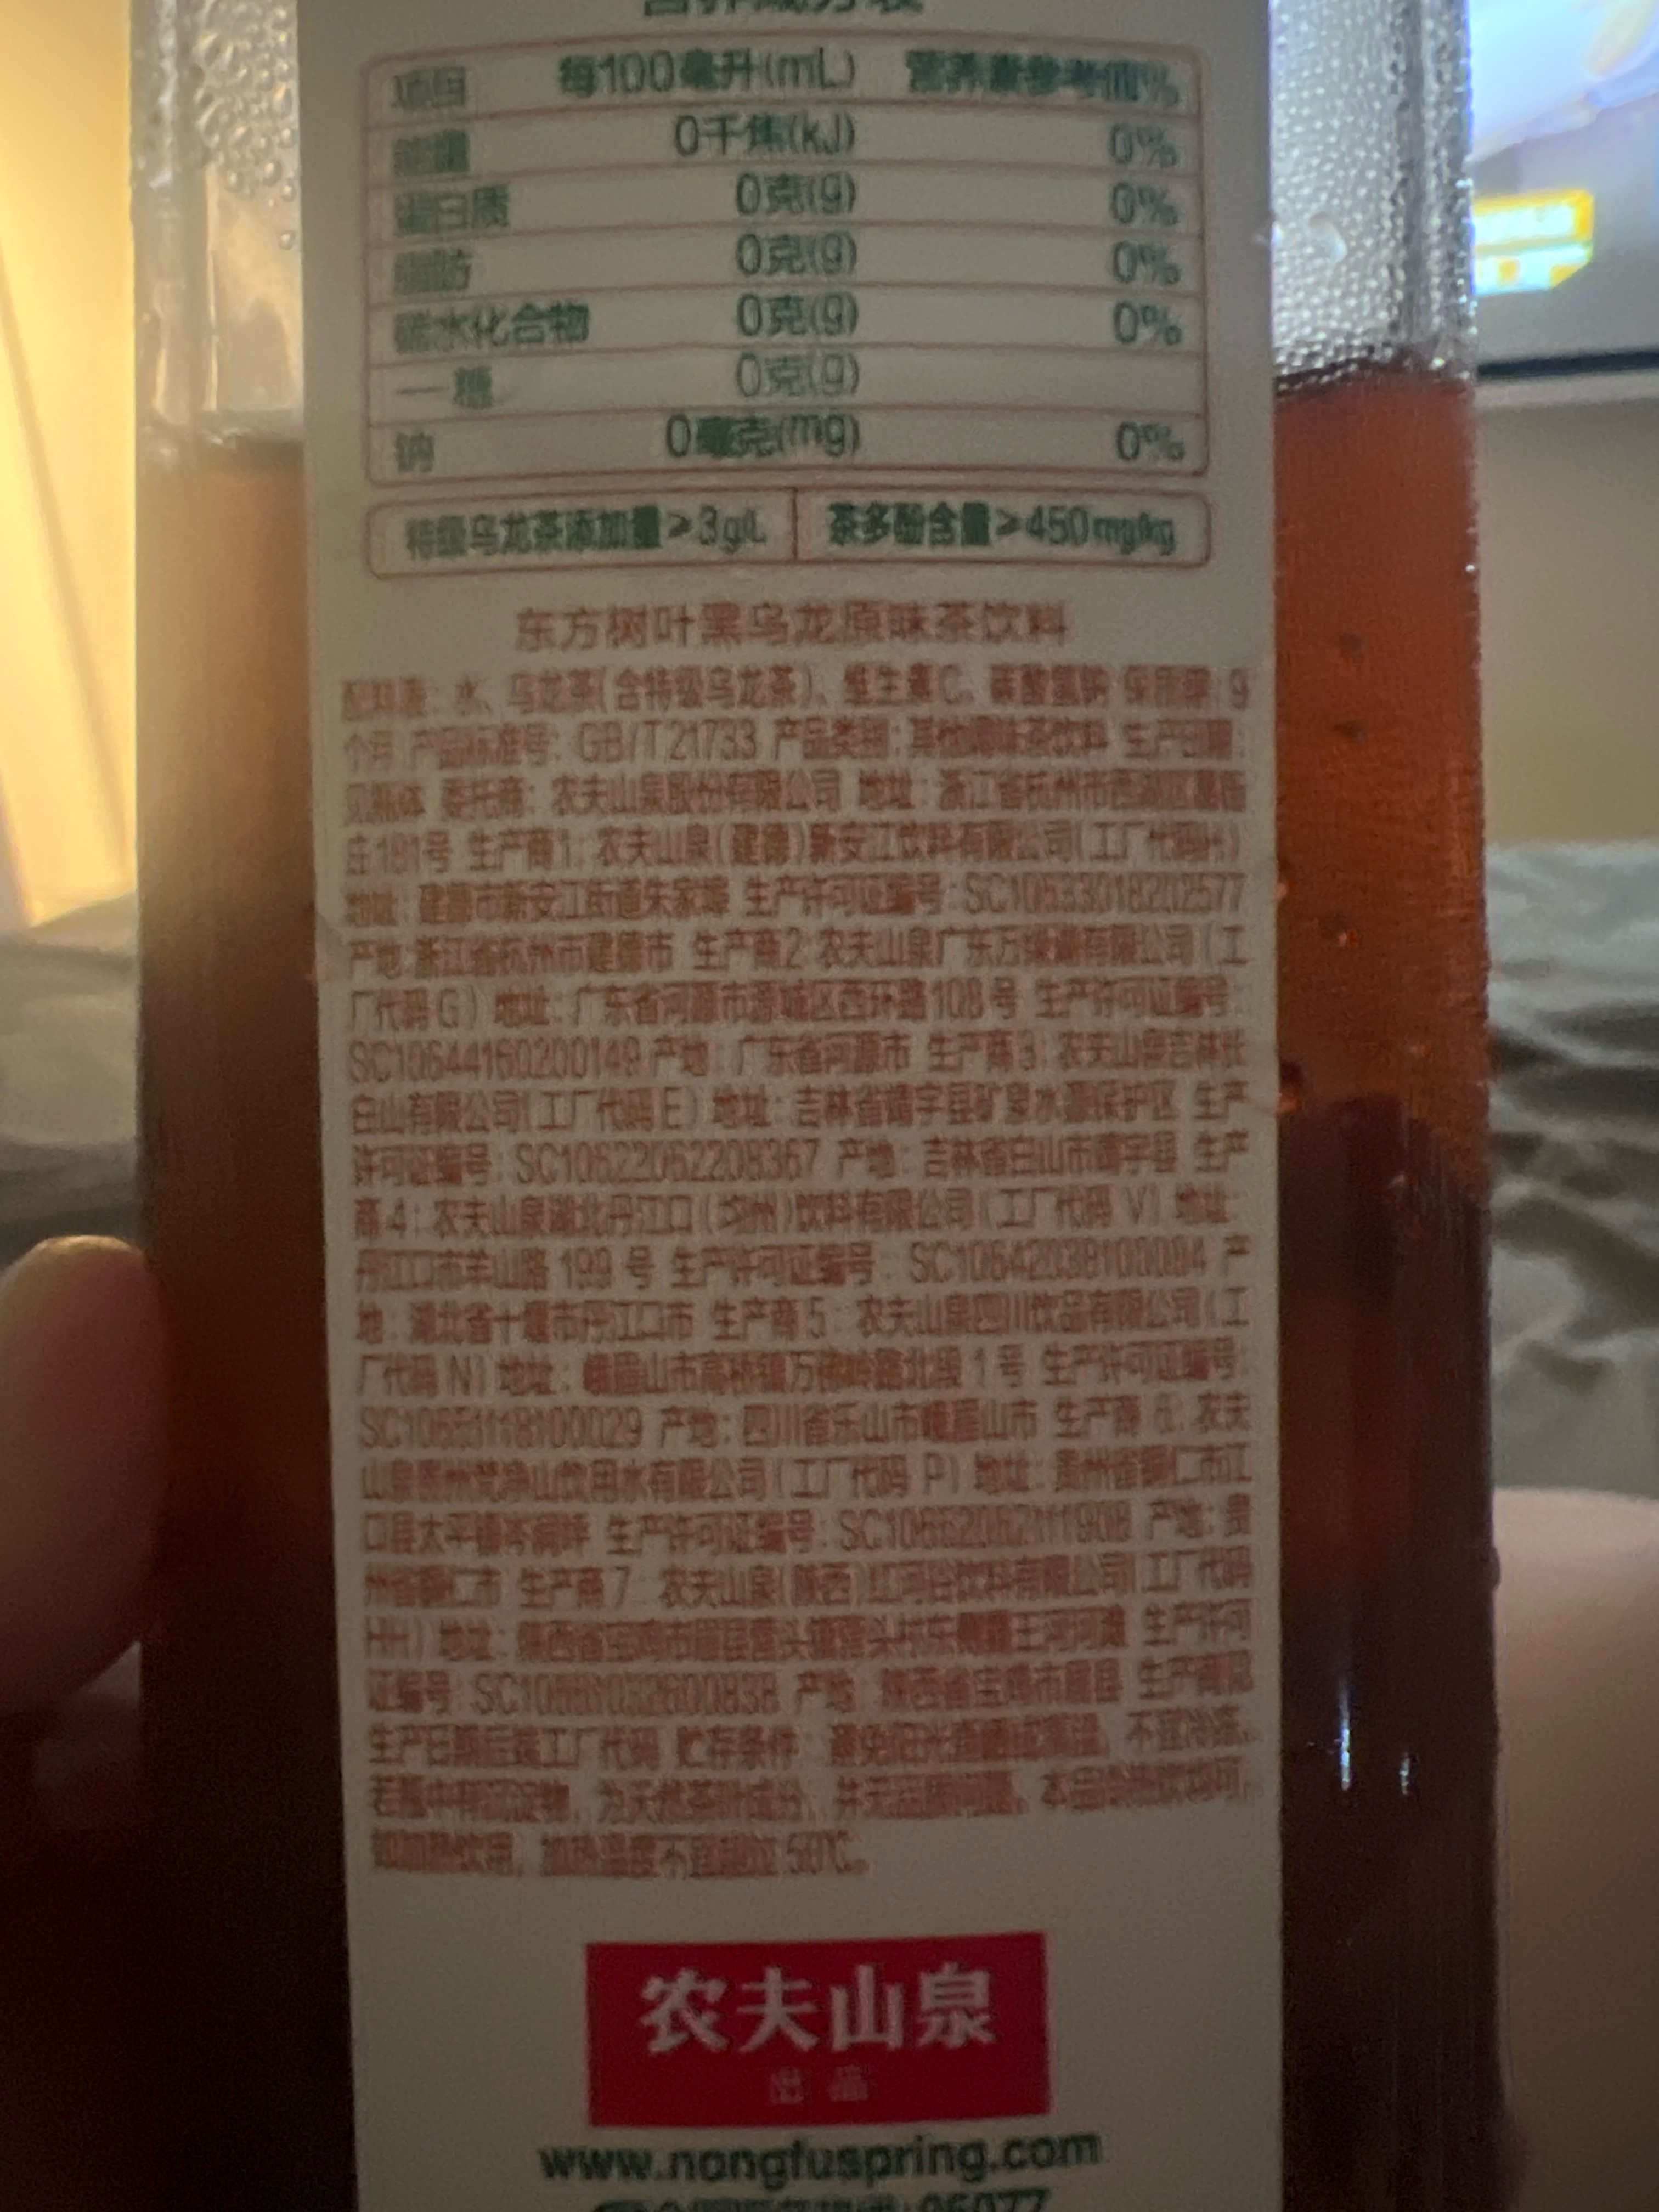 营养成分表
项目 每100毫升(mL) 营养素参考值%
能量 0千焦(kJ) 0%
蛋白质 0克(g) 0%
脂肪 0克(g) 0%
碳水化合物 0克(g) 0%
—糖 0克(g)
钠 0毫克(mg) 0%
特级乌龙茶添加量≥3g/L 茶多酚含量≥450mg/kg
东方树叶黑乌龙原味茶饮料
配料表: 水、乌龙茶(含特级乌龙茶)、维生素C、碳酸氢钠 保质期: 9
个月 产品标准号: GB/T 21733 产品类别: 其他调味茶饮料 生产日期:
见瓶体 委托商: 农夫山泉股份有限公司 地址: 浙江省杭州市西湖区葛衙
庄181号 生产商1: 农夫山泉(建德)新安江饮料有限公司(工厂代码H)
地址: 建德市新安江街道朱家埠 生产许可证编号: SC10633018202577
产地:浙江省杭州市建德市 生产商2:农夫山泉广东万绿湖有限公司(工
厂代码G) 地址: 广东省河源市源城区西环路108号 生产许可证编号:
SC10644160200149 产地: 广东省河源市 生产商3: 农夫山泉吉林长
白山有限公司(工厂代码E) 地址: 吉林省靖宇县矿泉水源保护区 生产
许可证编号: SC10622062208367 产地: 吉林省白山市靖宇县 生产
商4: 农夫山泉湖北丹江口(均州)饮料有限公司(工厂代码 V) 地址:
丹江口市羊山路 199 号 生产许可证编号: SC10642038100084 产
地: 湖北省十堰市丹江口市 生产商5: 农夫山泉四川饮品有限公司(工
厂代码 N) 地址: 峨眉山市高桥镇万佛岭路北段 1号 生产许可证编号:
SC10651118100029 产地: 四川省乐山市峨眉山市 生产商 6: 农夫
山泉贵州梵净山饮用水有限公司(工厂代码 P) 地址: 贵州省铜仁市江
口县太平镇岑洞坪 生产许可证编号: 产地: 贵
州省铜仁市 生产商7: 农夫山泉(陕西)红河谷饮料有限公司(工厂代码
HH) 地址: 陕西省宝鸡市眉县营头镇 生产许可
证编号: SC10661032600838 产地: 陕西省宝鸡市眉县 生产商见
生产日期后续工厂代码 贮存条件: 避免阳光直晒或高温, 不宜冷冻。
若瓶中有沉淀物, 为天然茶叶成分, 并无品质问题。本品冷热饮均可,
如加热饮用, 加热温度不宜超过 50℃。
农夫山泉
出品
www.nongfuspring.com
95077